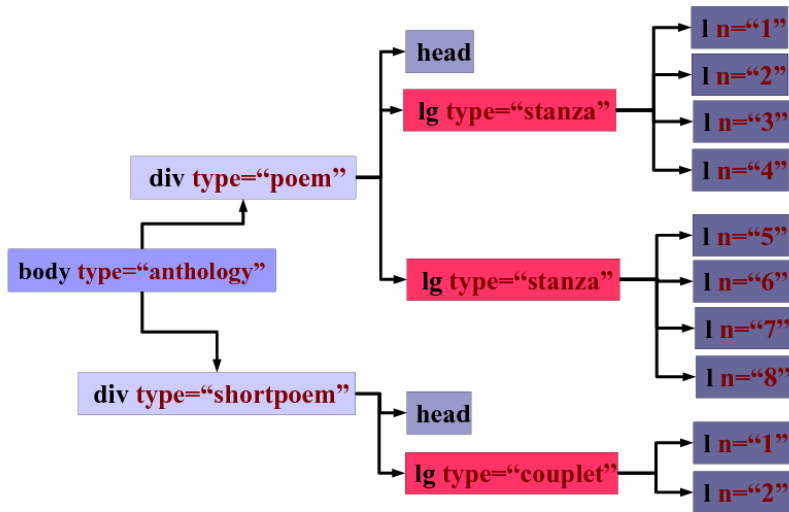 body type=“anthology”
div type=“poem”
head
lg type=“stanza”
l n=“1”
l n=“2”
l n=“3”
l n=“4”
lg type=“stanza”
l n=“5”
l n=“6”
l n=“7”
l n=“8”
div type=“shortpoem”
head
lg type=“couplet”
l n=“1”
l n=“2”